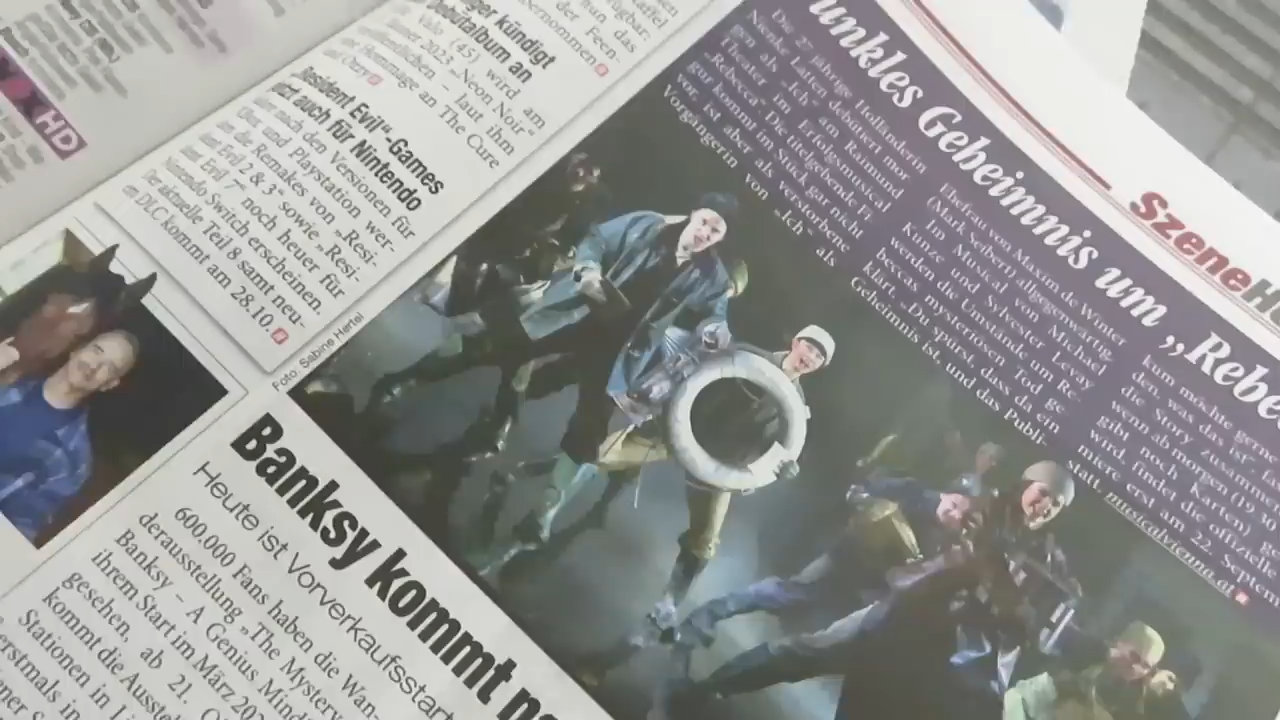 HD
ger kündigt
Debütalbum an
Valo (45) wird am
2023 „Neon Noir“
– laut ihm
Hommage an The Cure
der Feen-
bernommen
„Resident Evil“-Games
jetzt auch für Nintendo
nach den Versionen für
und Playstation wer-
die Remakes von „Resi-
Evil 2 & 3“ sowie „Resi-
Evil 7“ noch heuer für
Nintendo Switch erscheinen.
Der aktuelle Teil 8 samt neu-
DLC kommt am 28.10.
Foto: Sabine Hertel
SzeneH
unkles Geheimnis um „Rebe
Die 27-jährige Holländerin
Nienke Latten debütiert mor
gen als „Ich“ am Raimund
Theater im Erfolgsmusical
„Rebecca“. Die titelgebende Fi
gur kommt im Stück gar nicht
vor, ist aber als verstorbene
Vorgängerin von „Ich“ als
Ehefrau von Maxim de Winter
(Mark Seibert) allgegenwärtig.
Im Musical von Michael
Kunze und Sylvester Levay
werden die Umstände um Re
beccas mysteriösen Tod ge
klärt. „Du spürst, dass da ein
Geheimnis ist, und das Publi-
kum möchte gerne
den, was das ist,
die Story zusammen
wenn ab morgen (19.30
gibt noch Karten) ge
wird, findet die offizielle
miere erst am 22. Septem
statt. musicalvienna.at
Banksy kommt n
Heute ist Vorverkaufsstart
600.000 Fans haben die Wan-
derausstellung „The Mystery
Banksy – A Genius Mind
ihrem Start im März 202
gesehen, ab 21.
kommt die Ausstel
Stationen in Li
erstmals in